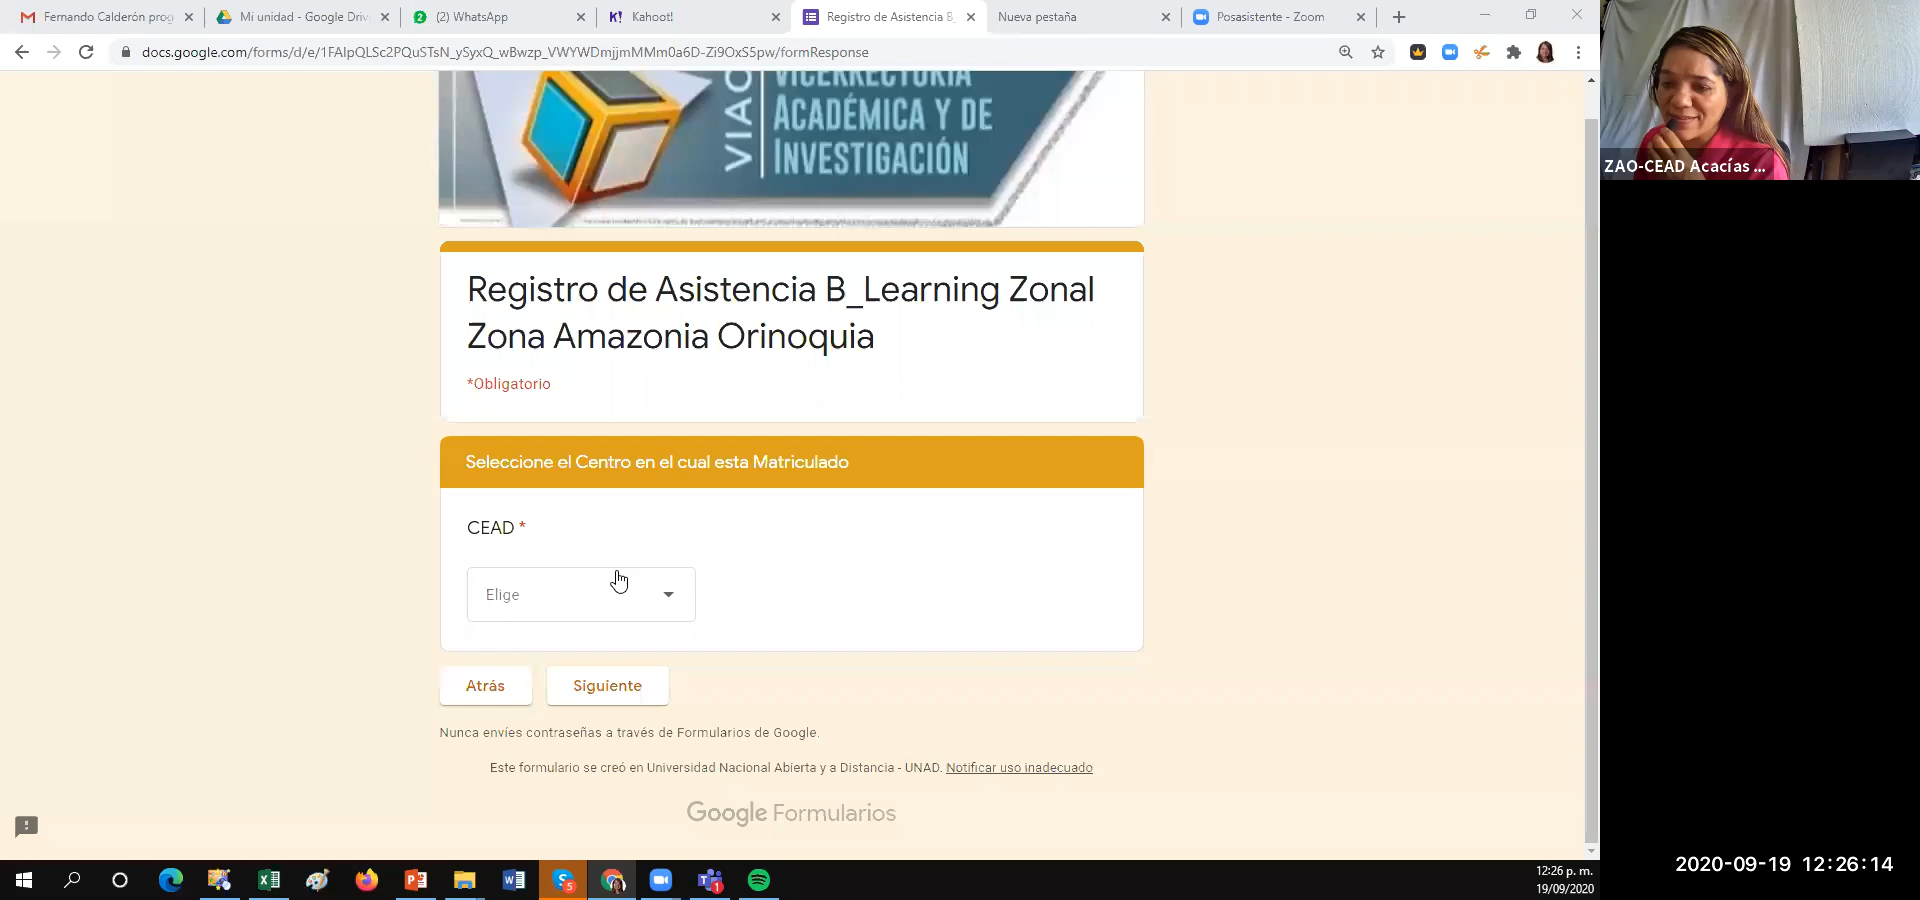 Fernando Calderón prog
Mi unidad - Google Driv
(2) WhatsApp
Kahoot!
Registro de Asistencia B_
Nueva pestaña
Posasistente - Zoom
docs.google.com/forms/d/e/1FAIpQLSc2PQuSTsN_ySyxQ_wBwzp_VWYWDmjjmMMm0a6D-Zi9OxS5pw/formResponse
VIAC
VICERRECTORÍA
ACADÉMICA Y DE
INVESTIGACIÓN
ZAO-CEAD Acacías ...
Registro de Asistencia B_Learning Zonal
Zona Amazonia Orinoquia
*Obligatorio
Seleccione el Centro en el cual esta Matriculado
CEAD *
Elige
Atrás
Siguiente
Nunca envíes contraseñas a través de Formularios de Google.
Este formulario se creó en Universidad Nacional Abierta y a Distancia - UNAD. Notificar uso inadecuado
Google Formularios
12:26 p. m.
19/09/2020
2020-09-19 12:26:14